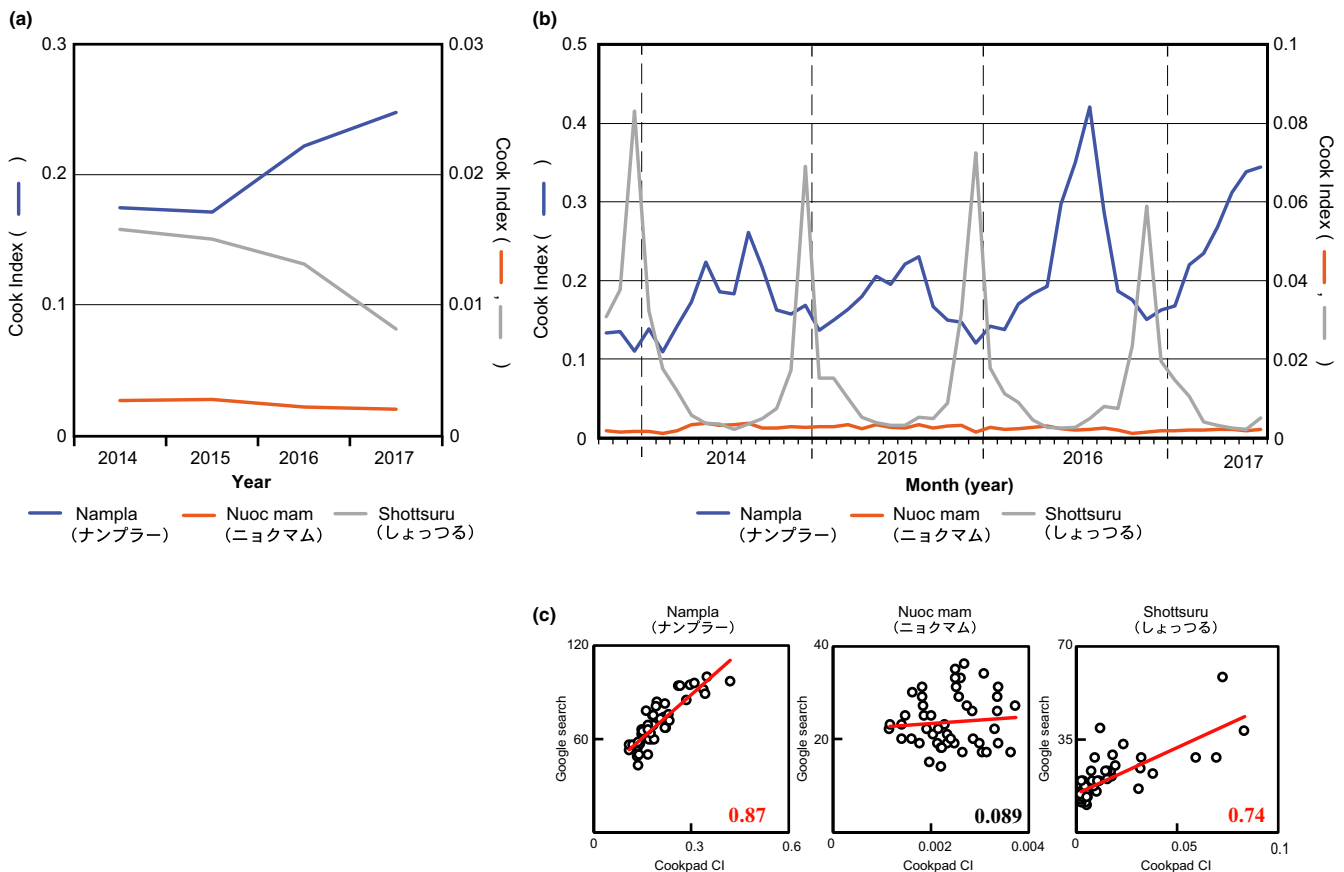 (a)
0.3
0.2
0.1
0
0.03
0.02
0.01
0
Cook Index ( )
Cook Index ( , )
2014 2015 2016 2017
Year
Nampla Nuoc mam Shottsuru
（ナンプラー） （ニョクマム） （しょっつる）
(b)
0.5
0.4
0.3
0.2
0.1
0
0.1
0.08
0.06
0.04
0.02
0
Cook Index ( )
Cook Index ( , )
2014 2015 2016 2017
Month (year)
Nampla Nuoc mam Shottsuru
（ナンプラー） （ニョクマム） （しょっつる）
(c)
Nampla
（ナンプラー）
120
60
Google search
0.87
0 0.3 0.6
Cookpad CI
Nuoc mam
（ニョクマム）
40
20
Google search
0.089
0 0.002 0.004
Cookpad CI
Shottsuru
（しょっつる）
70
35
Google search
0.74
0 0.05 0.1
Cookpad CI